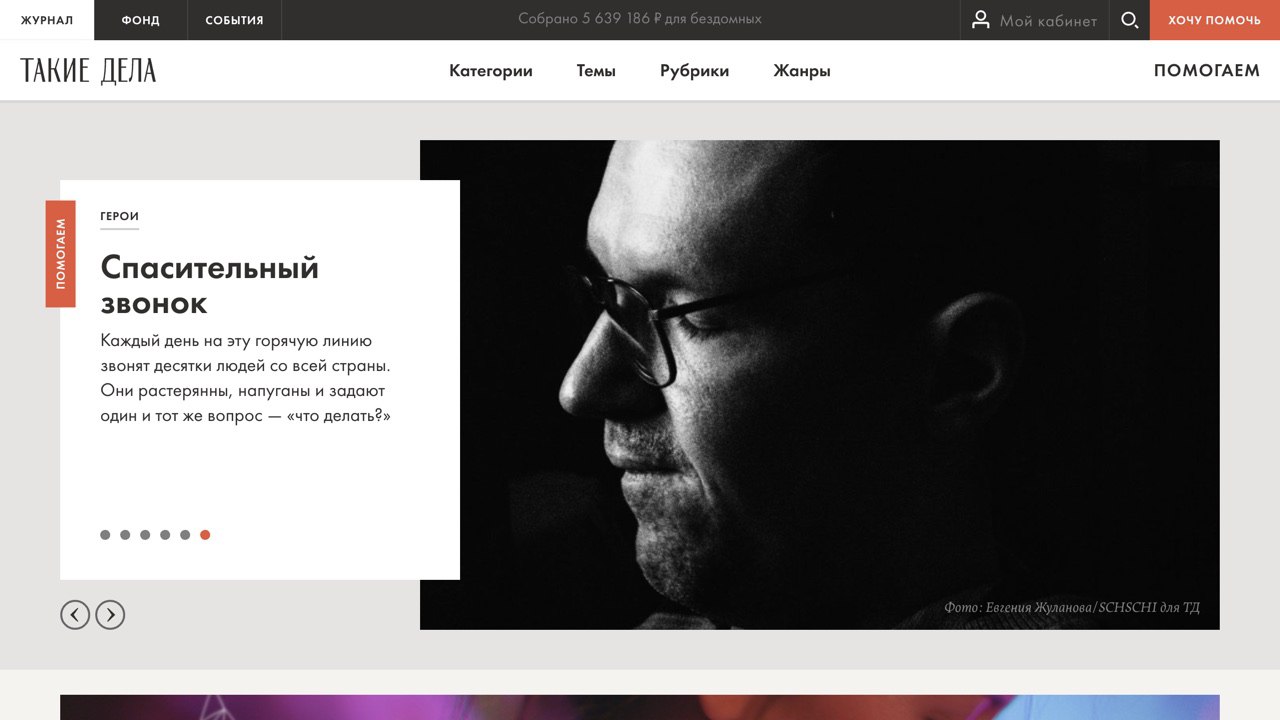 ЖУРНАЛ
ФОНД
СОБЫТИЯ
Собрано 5 639 186 ₽ для бездомных
Мой кабинет
ХОЧУ ПОМОЧЬ
ТАКИЕ ДЕЛА
Категории
Темы
Рубрики
Жанры
ПОМОГАЕМ
ПОМОГАЕМ
ГЕРОИ
Спасительный
звонок
Каждый день на эту горячую линию
звонят десятки людей со всей страны.
Они растерянны, напуганы и задают
один и тот же вопрос — «что делать?»
Фото: Евгения Жуланова/SCHSCHI для ТД